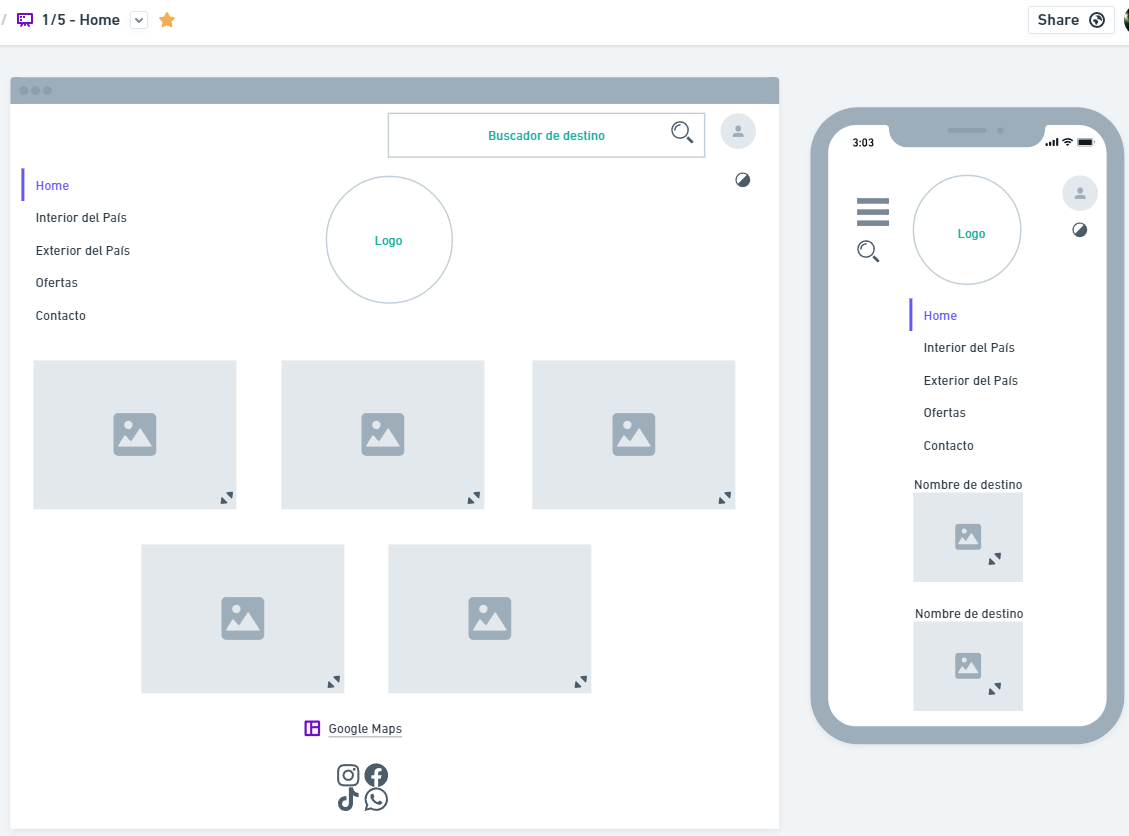 / 1/5 - Home
Share
Buscador de destino
Home
Interior del País
Exterior del País
Ofertas
Contacto
Logo
Google Maps
3:03
Logo
Home
Interior del País
Exterior del País
Ofertas
Contacto
Nombre de destino
Nombre de destino